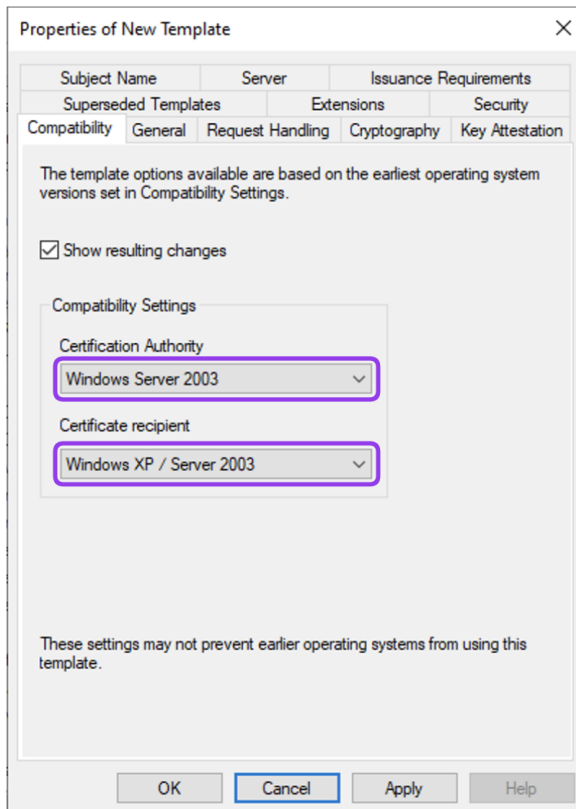 Properties of New Template
Subject Name
Server
Issuance Requirements
Superseded Templates
Extensions
Security
Compatibility
General
Request Handling
Cryptography
Key Attestation
The template options available are based on the earliest operating system
versions set in Compatibility Settings.
Show resulting changes
Compatibility Settings
Certification Authority
Windows Server 2003
Certificate recipient
Windows XP / Server 2003
These settings may not prevent earlier operating systems from using this
template.
OK
Cancel
Apply
Help